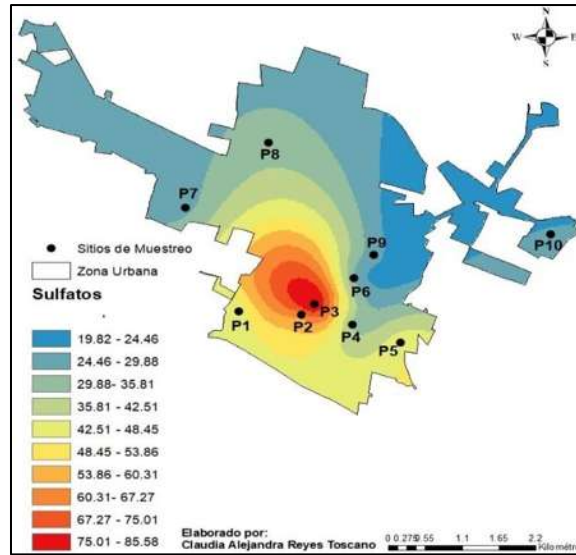 N
W E
S
P8
P7
P9
P10
P6
P3
P1
P2
P4
P5
Sitios de Muestreo
Zona Urbana
Sulfatos
19.82 - 24.46
24.46 - 29.88
29.88- 35.81
35.81 - 42.51
42.51 - 48.45
48.45 - 53.86
53.86 - 60.31
60.31- 67.27
67.27 - 75.01
75.01 - 85.58
Elaborado por:
Claudia Alejandra Reyes Toscano
1.1 1.65 2.2